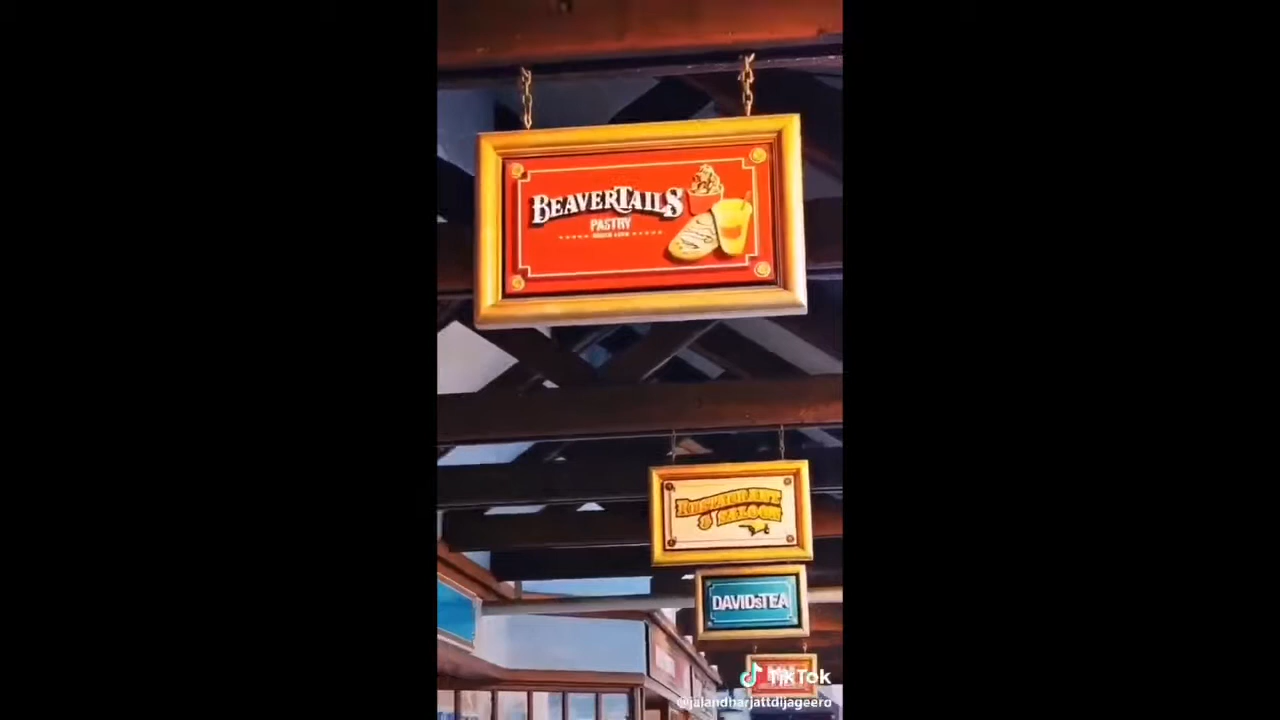 BEAVERTAILS
PASTRY
RESTAURANT
& SALOON
DAVIDsTEA
TikTok
@jalandharjattdijageero